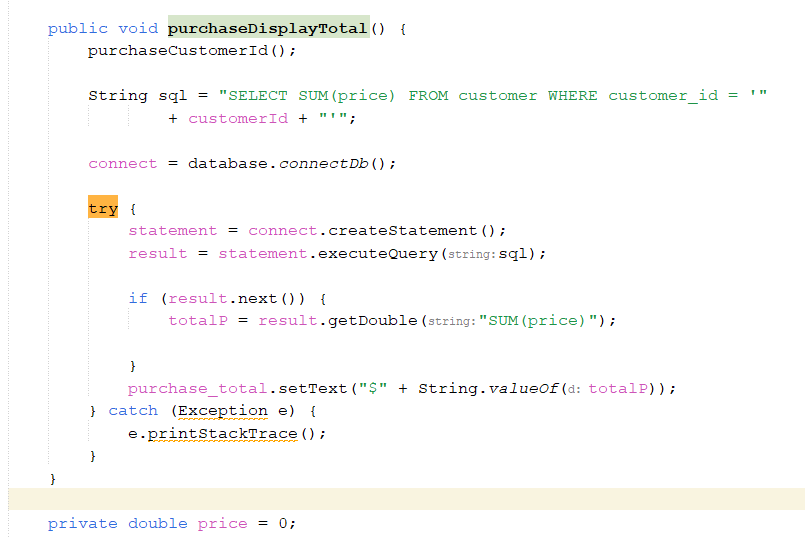 public void purchaseDisplayTotal() {
purchaseCustomerId();
String sql = "SELECT SUM(price) FROM customer WHERE customer_id = '"
+ customerId + "'";
connect = database.connectDb();
try {
statement = connect.createStatement();
result = statement.executeQuery(string: sql);
if (result.next()) {
totalP = result.getDouble(string: "SUM(price)");
}
purchase_total.setText("$" + String.valueOf(d: totalP));
} catch (Exception e) {
e.printStackTrace();
}
}
private double price = 0;